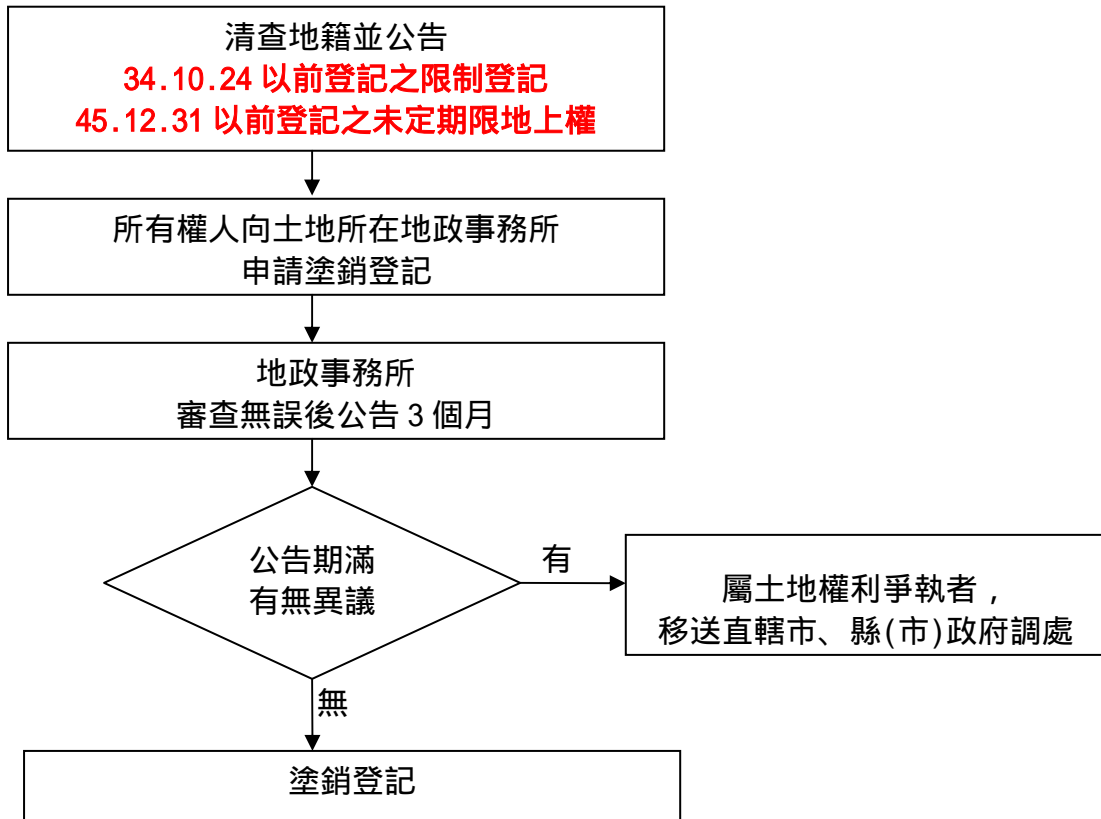 清查地籍並公告
34.10.24 以前登記之限制登記
45.12.31 以前登記之未定期限地上權
所有權人向土地所在地政事務所
申請塗銷登記
地政事務所
審查無誤後公告 3 個月
公告期滿
有無異議
有
屬土地權利爭執者，
移送直轄市、縣(市)政府調處
無
塗銷登記